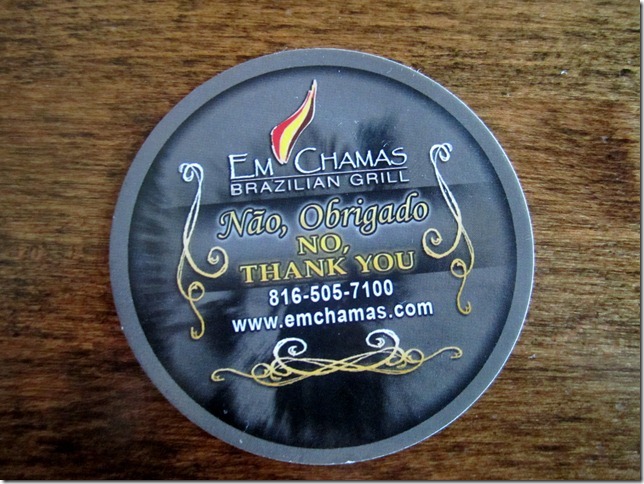 EM CHAMAS
BRAZILIAN GRILL
Não, Obrigado
NO,
THANK YOU
816-505-7100
www.emchamas.com